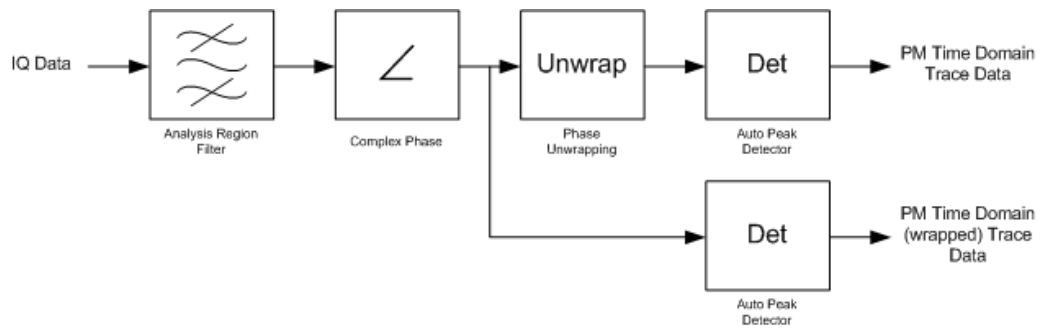 IQ Data
Analysis Region
Filter
Complex Phase
Unwrap
Phase
Unwrapping
Det
Auto Peak
Detector
PM Time Domain
Trace Data
Det
Auto Peak
Detector
PM Time Domain
(wrapped) Trace
Data